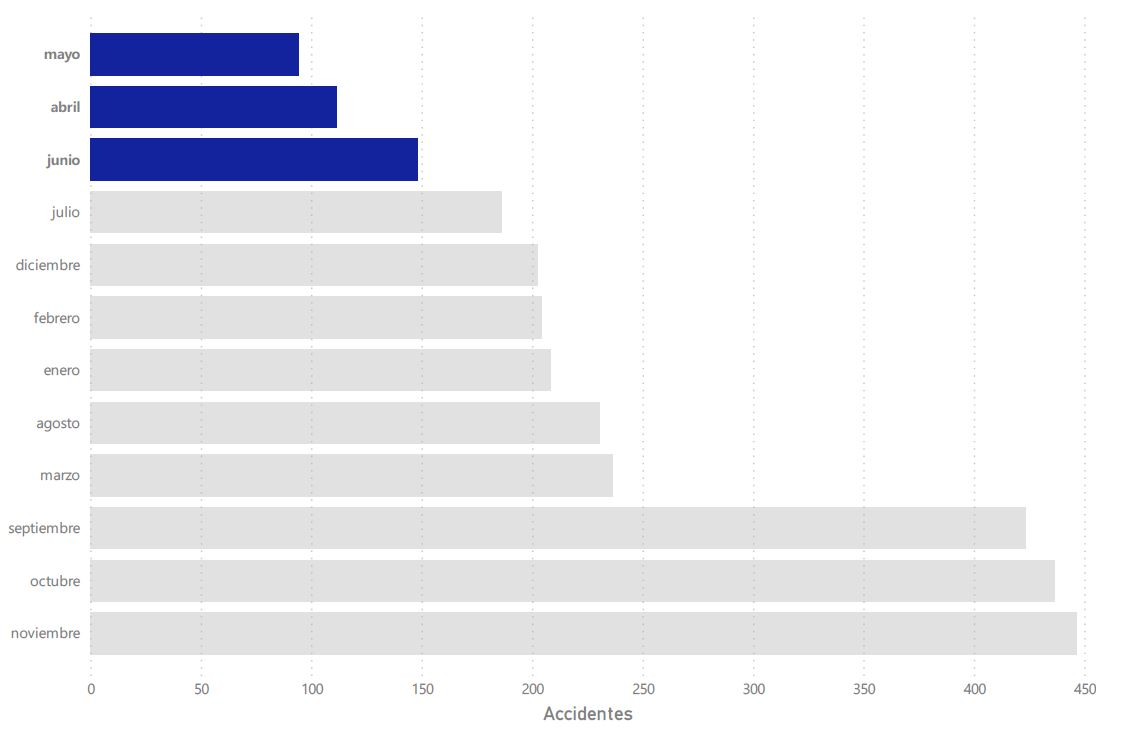 mayo
abril
junio
julio
diciembre
febrero
enero
agosto
marzo
septiembre
octubre
noviembre
0 50 100 150 200 250 300 350 400 450
Accidentes